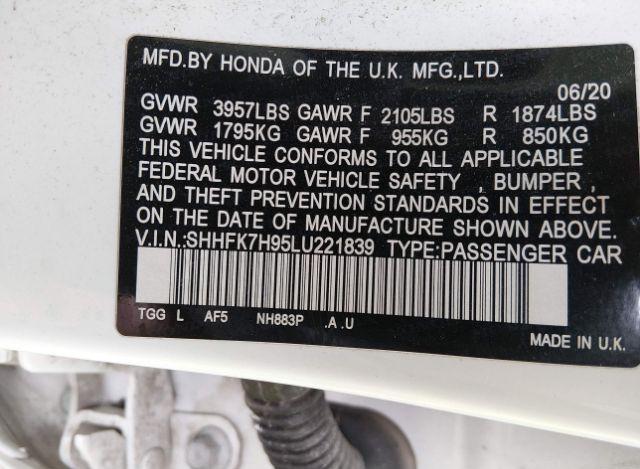 MFD.BY HONDA OF THE U.K. MFG.,LTD.
06/20
GVWR 3957LBS GAWR F 2105LBS R 1874LBS
GVWR 1795KG GAWR F 955KG R 850KG
THIS VEHICLE CONFORMS TO ALL APPLICABLE
FEDERAL MOTOR VEHICLE SAFETY , BUMPER ,
AND THEFT PREVENTION STANDARDS IN EFFECT
ON THE DATE OF MANUFACTURE SHOWN ABOVE.
V.I.N.:SHHFK7H95LU221839 TYPE:PASSENGER CAR
TGG L AF5 NH883P .A .U
MADE IN U.K.